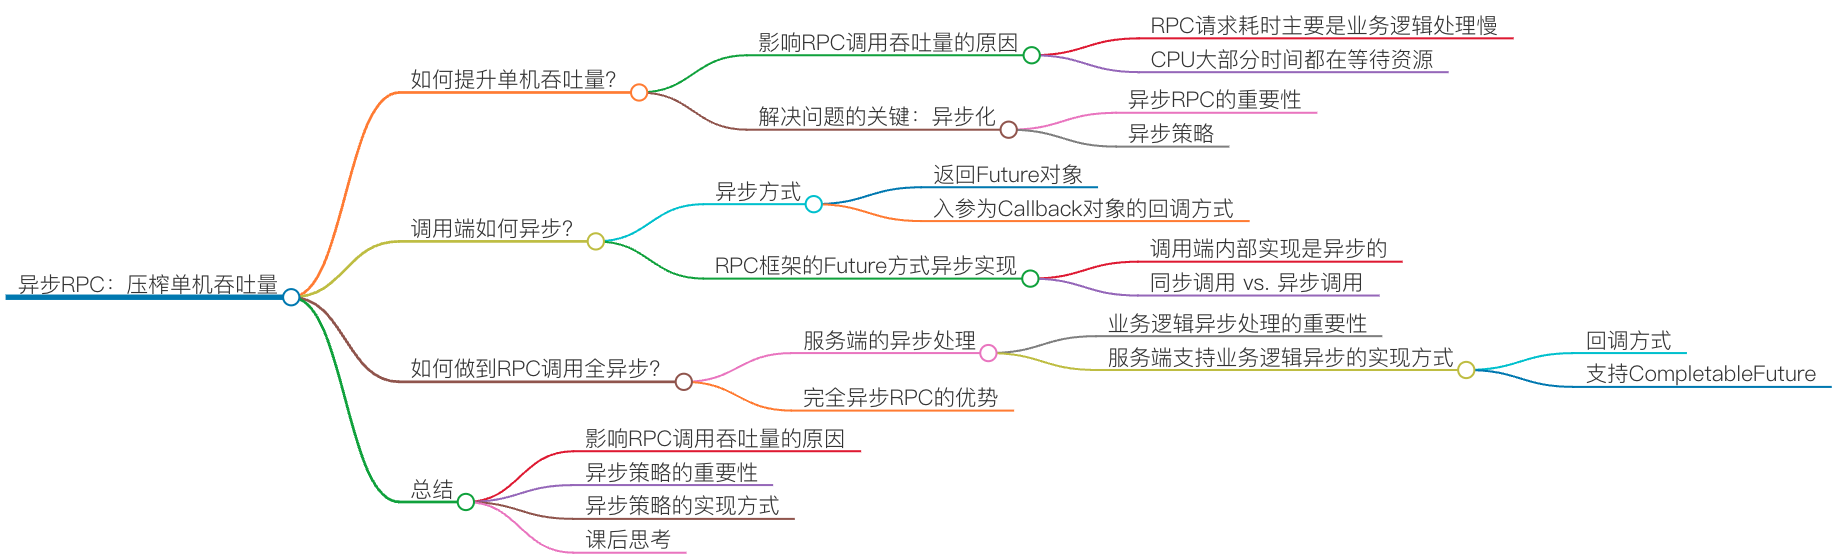 异步RPC：压榨单机吞吐量
如何提升单机吞吐量？
影响RPC调用吞吐量的原因
RPC请求耗时主要是业务逻辑处理慢
CPU大部分时间都在等待资源
解决问题的关键：异步化
异步RPC的重要性
异步策略
调用端如何异步？
异步方式
返回Future对象
入参为Callback对象的回调方式
RPC框架的Future方式异步实现
调用端内部实现是异步的
同步调用 vs. 异步调用
如何做到RPC调用全异步？
服务端的异步处理
业务逻辑异步处理的重要性
服务端支持业务逻辑异步的实现方式
回调方式
支持CompletableFuture
完全异步RPC的优势
总结
影响RPC调用吞吐量的原因
异步策略的重要性
异步策略的实现方式
课后思考